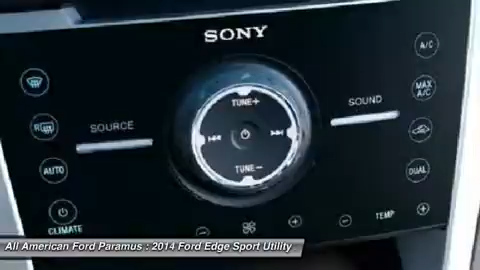 SONY
A/C
TUNE+
MAX
A/C
SOUND
R
SOURCE
AUTO
TUNE-
DUAL
CLIMATE
TEMP
All American Ford Paramus : 2014 Ford Edge Sport Utility